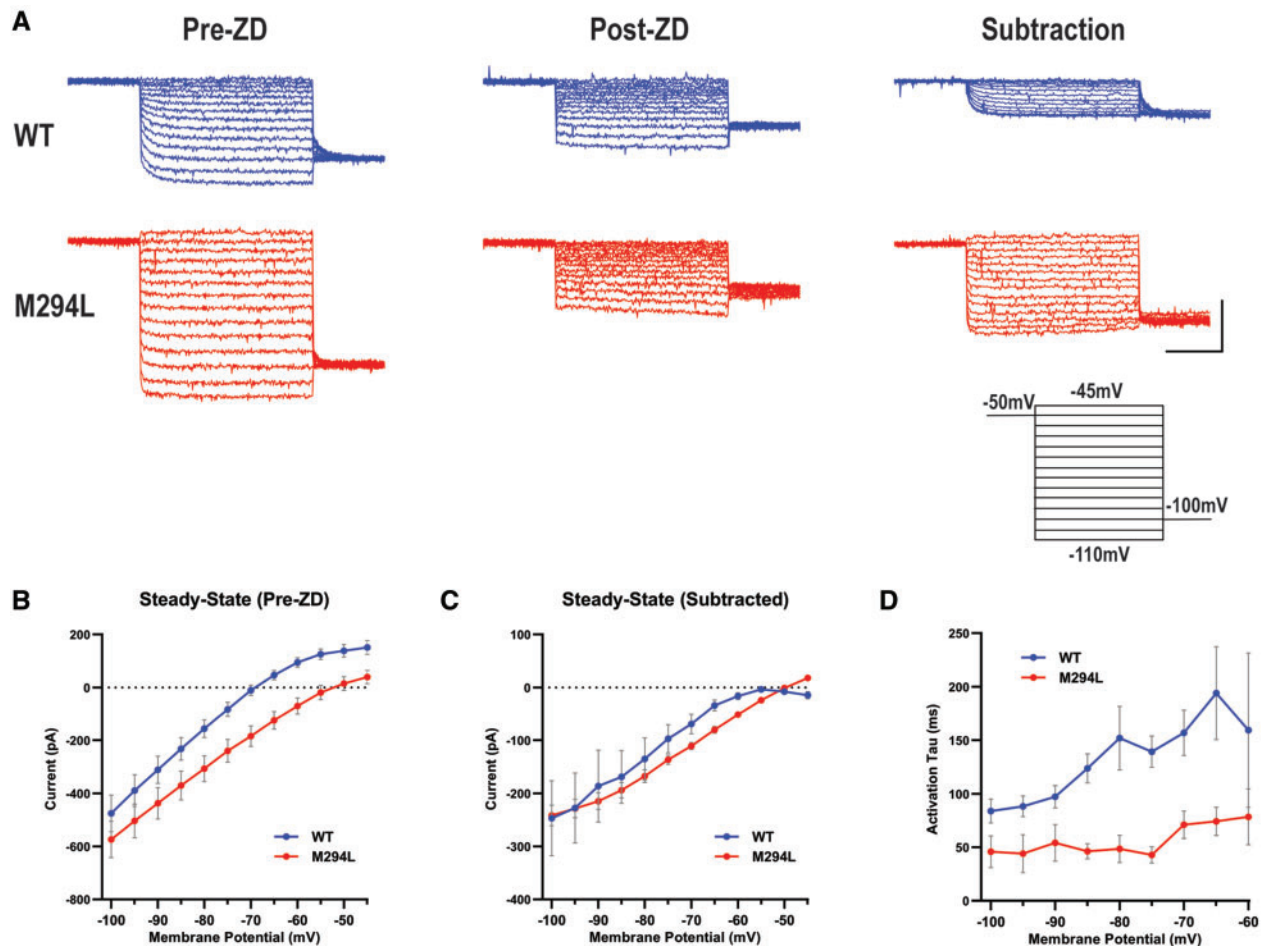 A
Pre-ZD Post-ZD Subtraction
WT
M294L
-45mV
-50mV
-100mV
-110mV
B
Steady-State (Pre-ZD)
200
0
-200
-400
-600
-800
Current (pA)
WT
M294L
-100 -90 -80 -70 -60 -50
Membrane Potential (mV)
C
Steady-State (Subtracted)
100
0
-100
-200
-300
-400
Current (pA)
WT
M294L
-100 -90 -80 -70 -60 -50
Membrane Potential (mV)
D
250
200
150
100
50
0
Activation Tau (ms)
WT
M294L
-100 -90 -80 -70 -60
Membrane Potential (mV)